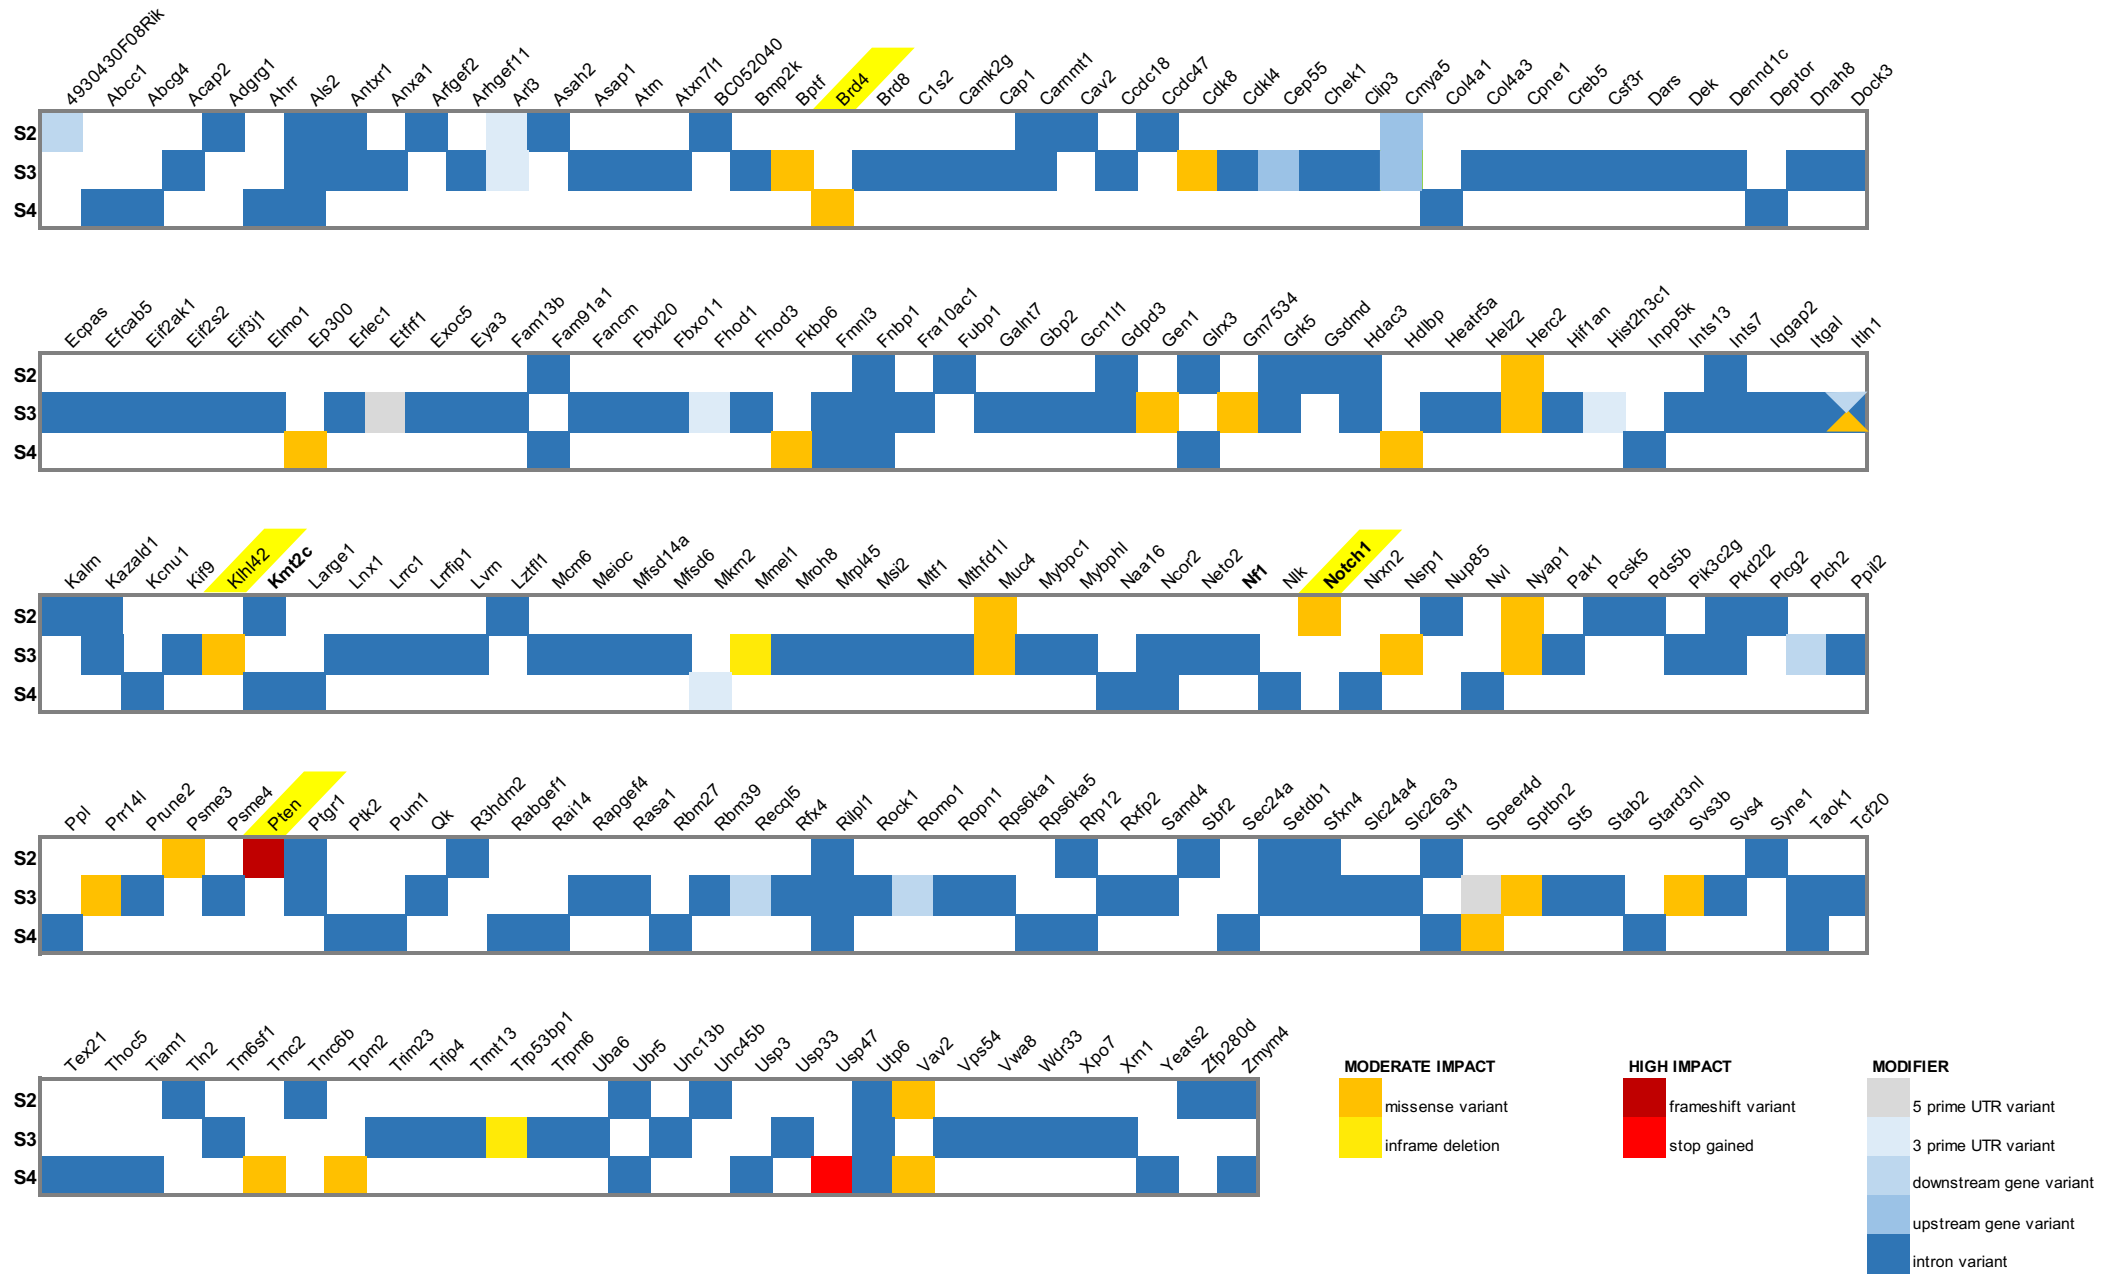 4930430F08Rik Abcc1 Abcg4 Acap2 Adgrg1 Ahrr Als2 Antxr1 Anxa1 Arfgef2 Arhgef11 Arl3 Asah2 Asap1 Atm Atxn7l1 BC052040 Bmp2k Bptf Brd4 Brd8 C1s2 Camk2g Cap1 Carnmt1 Cav2 Ccdc18 Ccdc47 Cdk8 Cdkl4 Cep55 Chek1 Clip3 Cmya5 Col4a1 Col4a3 Cpne1 Creb5 Csf3r Dars Dek Dennd1c Deptor Dnah8 Dock3
S2
S3
S4
Ecpas Efcab5 Eif2ak1 Eif2s2 Eif3j1 Elmo1 Ep300 Erlec1 Etfrf1 Exoc5 Eya3 Fam13b Fam91a1 Fancm Fbxl20 Fbxo11 Fhod1 Fhod3 Fkbp6 Fmnl3 Fnbp1 Fra10ac1 Fubp1 Galnt7 Gbp2 Gcn1l1 Gdpd3 Gen1 Glrx3 Gm7534 Grk5 Gsdmd Hdac3 Hdlbp Heatr5a Helz2 Herc2 Hif1an Hist2h3c1 Inpp5k Ints13 Ints7 Iqgap2 Itgal Itln1
S2
S3
S4
Kalrn Kazald1 Kcnu1 Kif9 Klhl42 Kmt2c Large1 Lnx1 Lrrc1 Lrrfip1 Lvrn Lztfl1 Mcm6 Meioc Mfsd14a Mfsd6 Mkrn2 Mmel1 Mroh8 Mrpl45 Msi2 Mtf1 Mthfd1l Muc4 Mybpc1 Mybphl Naa16 Ncor2 Neto2 Nf1 Nlk Notch1 Nrxn2 Nsrp1 Nup85 Nvl Nyap1 Pak1 Pcsk5 Pds5b Pik3c2g Pkd2l2 Plcg2 Plch2 Ppil2
S2
S3
S4
Ppl Prr14l Prune2 Psme3 Psme4 Pten Ptgr1 Ptk2 Pum1 Qk R3hdm2 Rabgef1 Rai14 Rapgef4 Rasa1 Rbm27 Rbm39 Recql5 Rfx4 Rilpl1 Rock1 Romo1 Ropn1 Rps6ka1 Rps6ka5 Rrp12 Rxfp2 Samd4 Sbf2 Sec24a Setdb1 Sfxn4 Slc24a4 Slc26a3 Slf1 Speer4d Sptbn2 St5 Stab2 Stard3nl Svs3b Svs4 Syne1 Taok1 Tcf20
S2
S3
S4
Tex21 Thoc5 Tiam1 Tln2 Tm6sf1 Tmc2 Tnrc6b Tpm2 Trim23 Trip4 Tmt13 Trp53bp1 Trpm6 Uba6 Ubr5 Unc13b Unc45b Usp3 Usp33 Usp47 Utp6 Vav2 Vps54 Vwa8 Wdr33 Xpo7 Xrn1 Yeats2 Zfp280d Zmym4
S2
S3
S4
MODERATE IMPACT
missense variant
inframe deletion
HIGH IMPACT
frameshift variant
stop gained
MODIFIER
5 prime UTR variant
3 prime UTR variant
downstream gene variant
upstream gene variant
intron variant